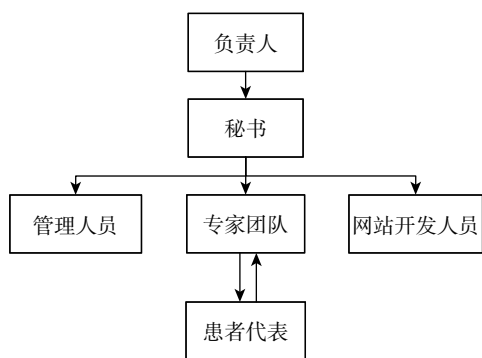 负责人
秘书
管理人员
专家团队
网站开发人员
患者代表